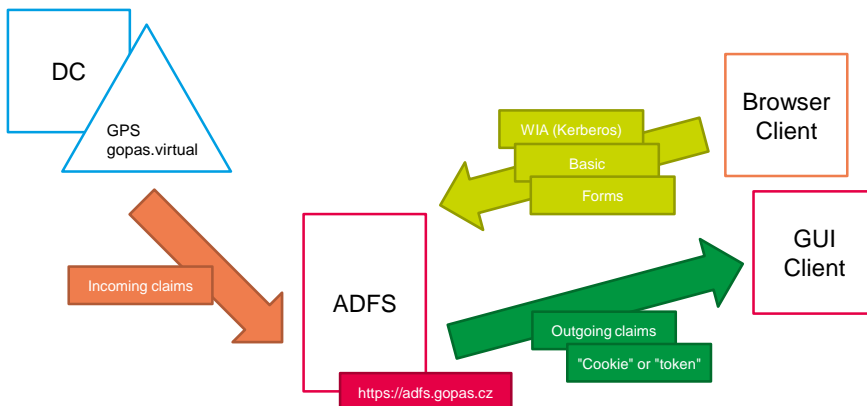 DC
GPS
gopas.virtual
WIA (Kerberos)
Basic
Forms
Browser
Client
GUI
Client
Incoming claims
ADFS
https://adfs.gopas.cz
Outgoing claims
"Cookie" or "token"